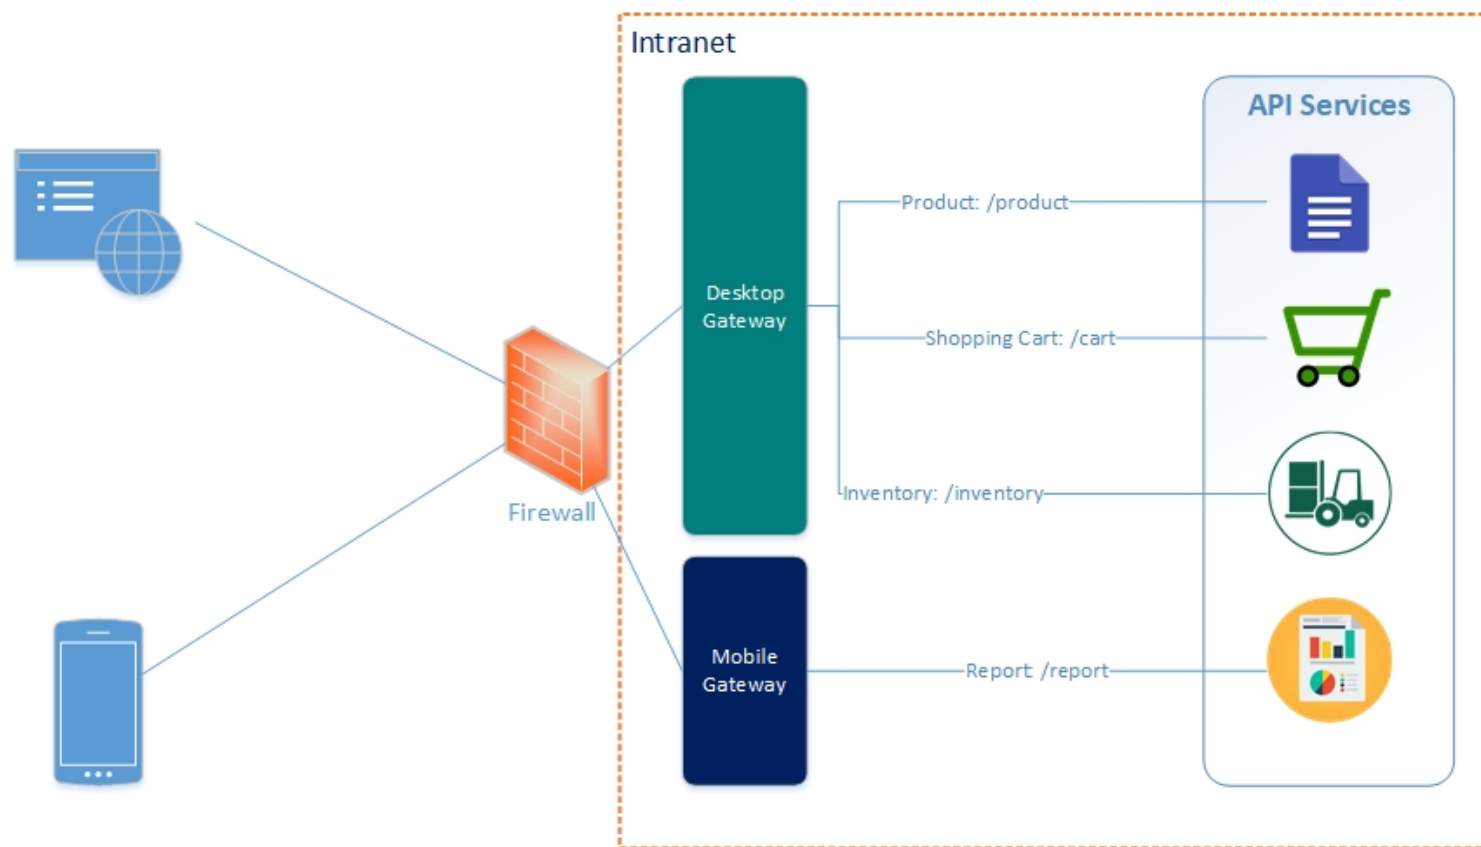 Intranet
API Services
Product: /product
Desktop
Gateway
Shopping Cart: /cart
Inventory: /inventory
Firewall
Mobile
Gateway
Report: /report